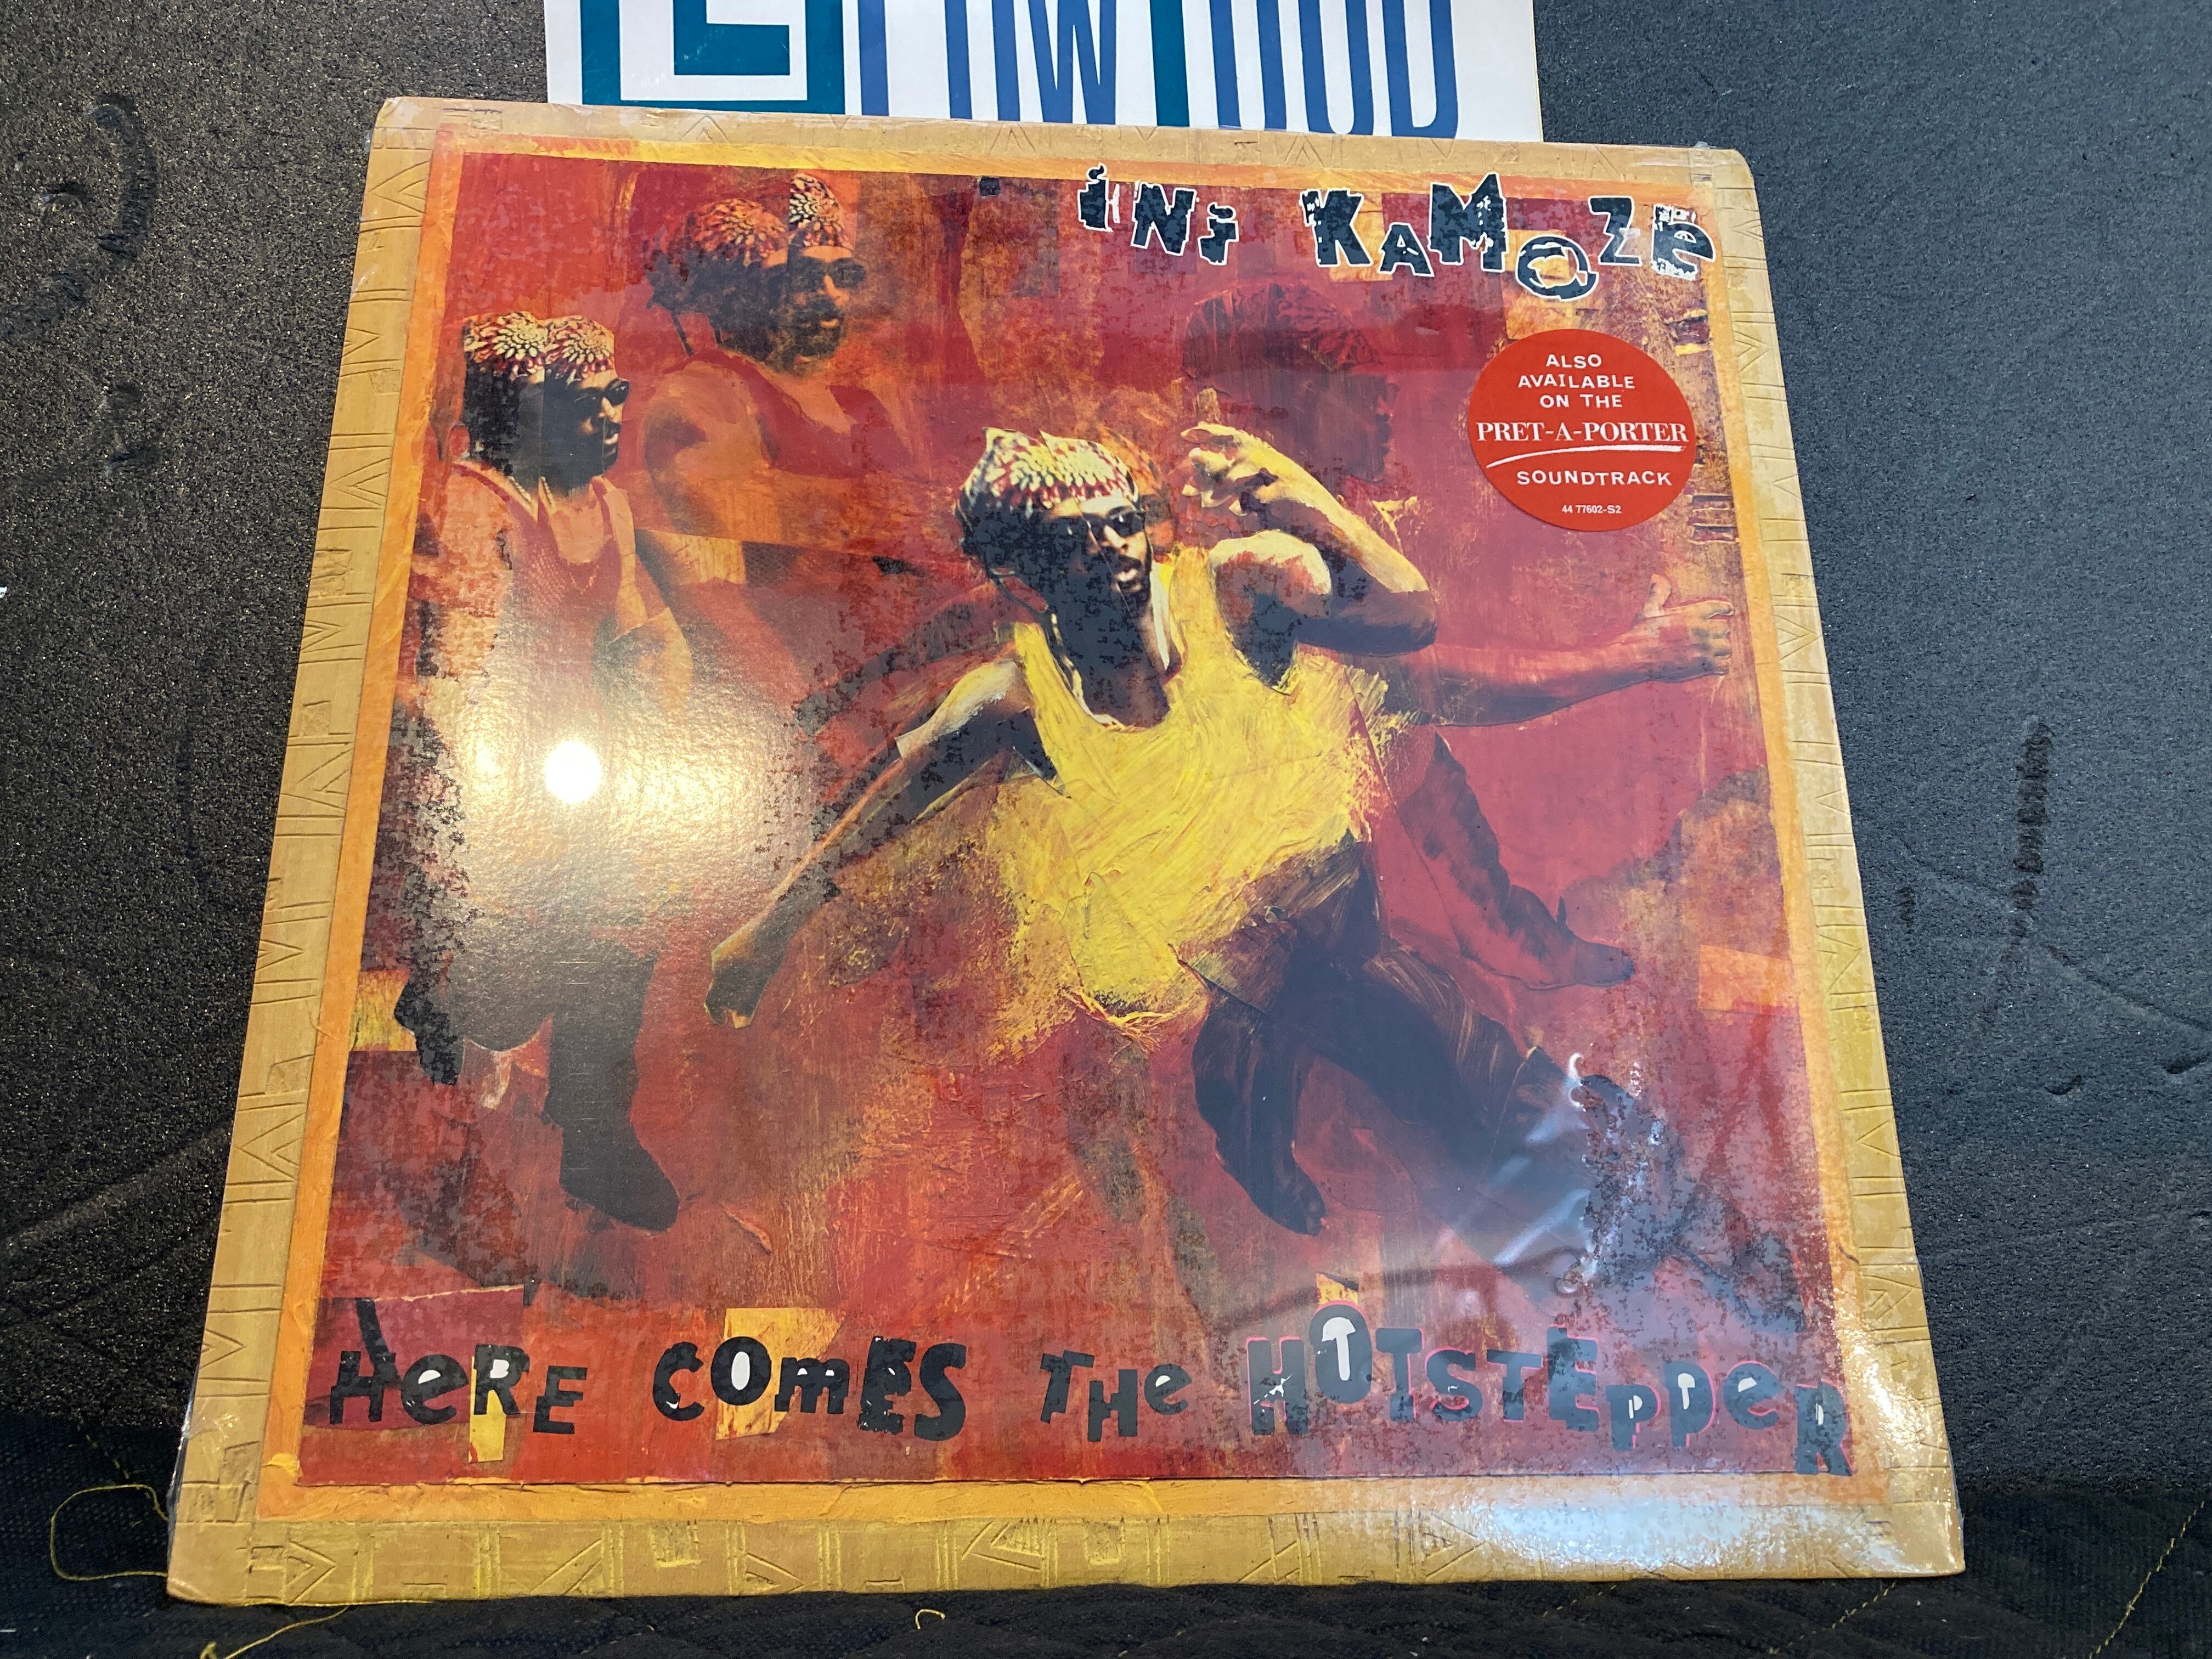 iNi KAMOZE
ALSO
AVAILABLE
ON THE
PRET-A-PORTER
SOUNDTRACK
44 77602-S2
HeRE COmES THe HOTSTEppeR